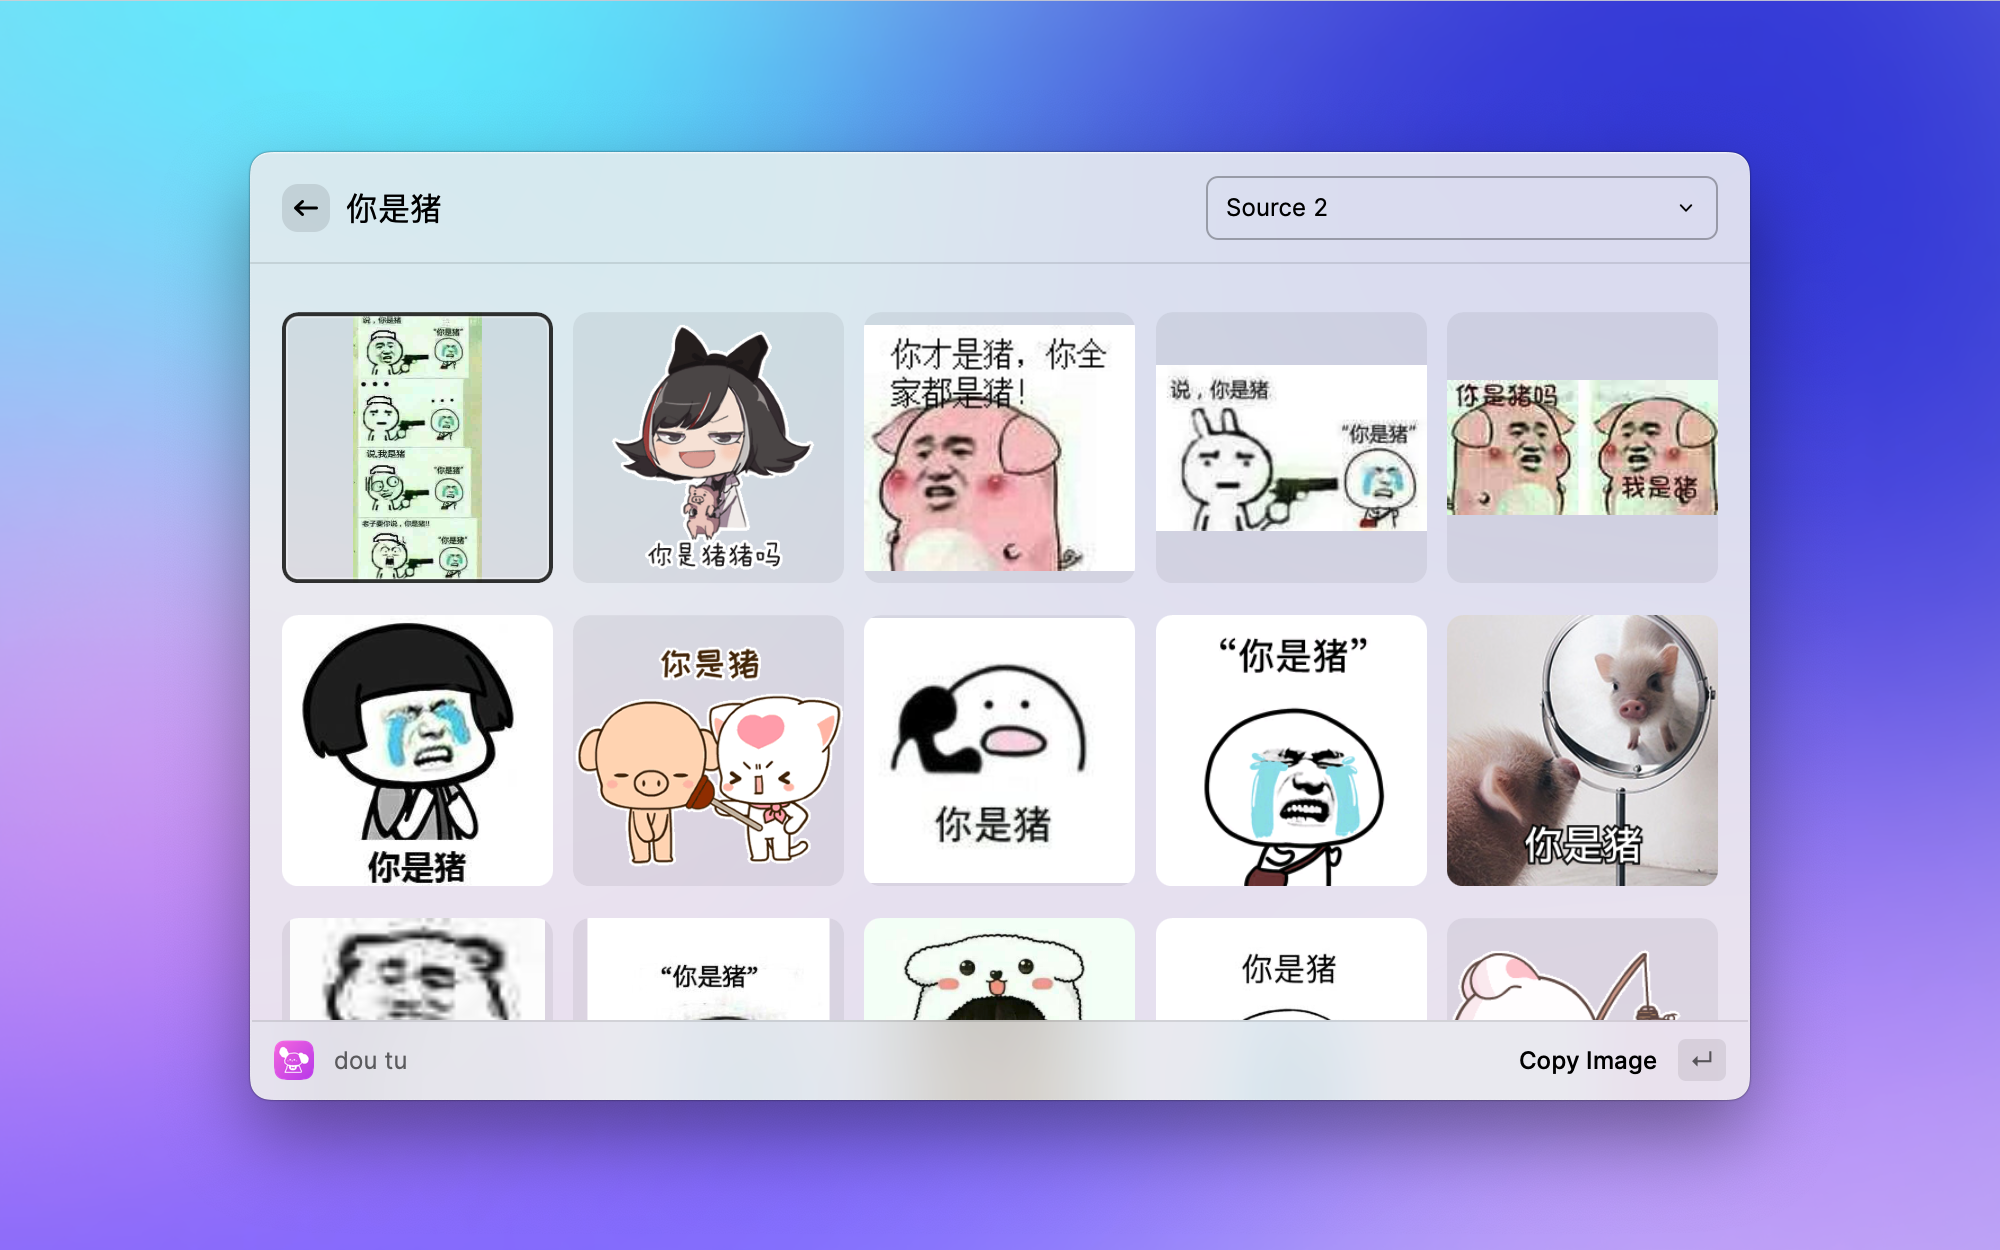 你是猪
Source 2
说，你是猪
“你是猪”
• • •
• • •
说,我是猪
“你是猪”
老子要你说，你是猪!!
“你是猪”
你是猪猪吗
你才是猪，你全
家都是猪！
说，你是猪
“你是猪”
你是猪吗
我是猪
你是猪
你是猪
你是猪
“你是猪”
你是猪
“你是猪”
你是猪
dou tu
Copy Image